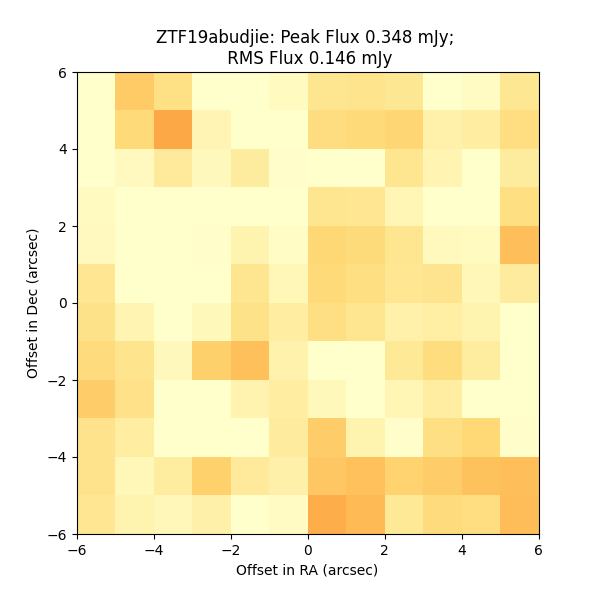 ZTF19abudjie: Peak Flux 0.348 mJy;
RMS Flux 0.146 mJy
6
4
2
0
−2
−4
−6
Offset in Dec (arcsec)
−6 −4 −2 0 2 4 6
Offset in RA (arcsec)